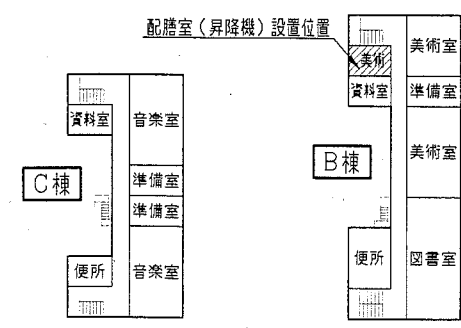 配膳室（昇降機）設置位置
美術室
美術
資料室
準備室
美術室
B棟
便所
図書室
資料室
音楽室
C棟
準備室
準備室
便所
音楽室